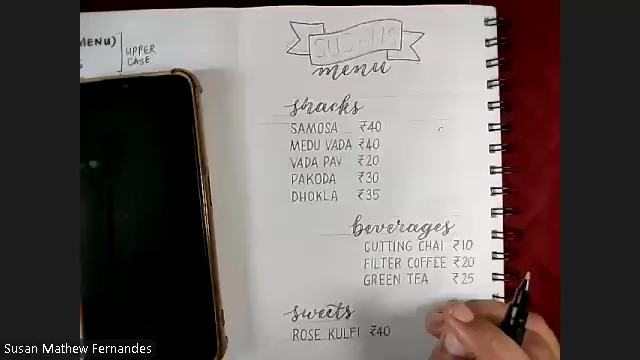 MENU)
UPPER
CASE
menu
snacks
SAMOSA ₹40
MEDU VADA ₹40
VADA PAV ₹20
PAKODA ₹30
DHOKLA ₹35
beverages
CUTTING CHAI ₹10
FILTER COFFEE ₹20
GREEN TEA ₹25
sweets
ROSE KULFI ₹40
Susan Mathew Fernandes